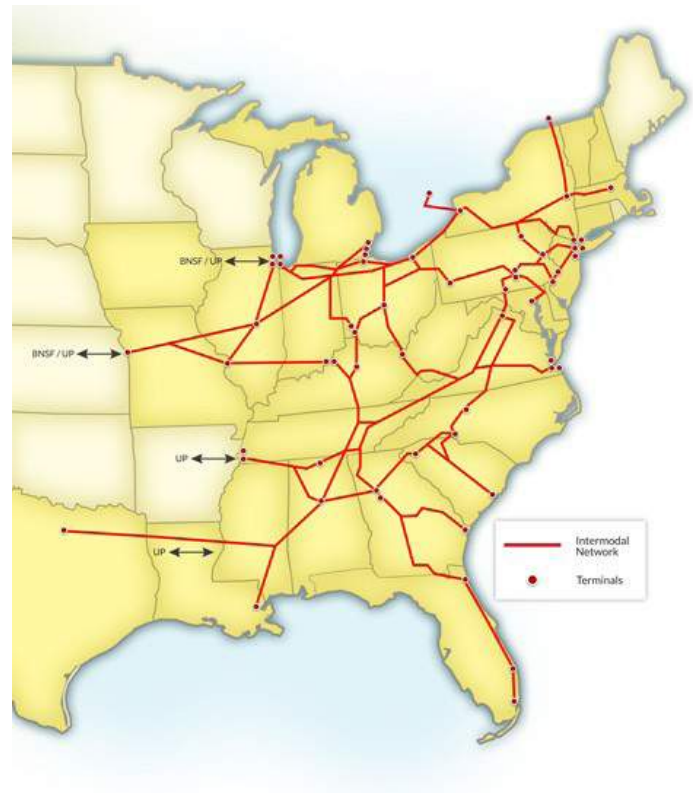 BNSF / UP
BNSF / UP
UP
UP
Intermodal
Network
Terminals